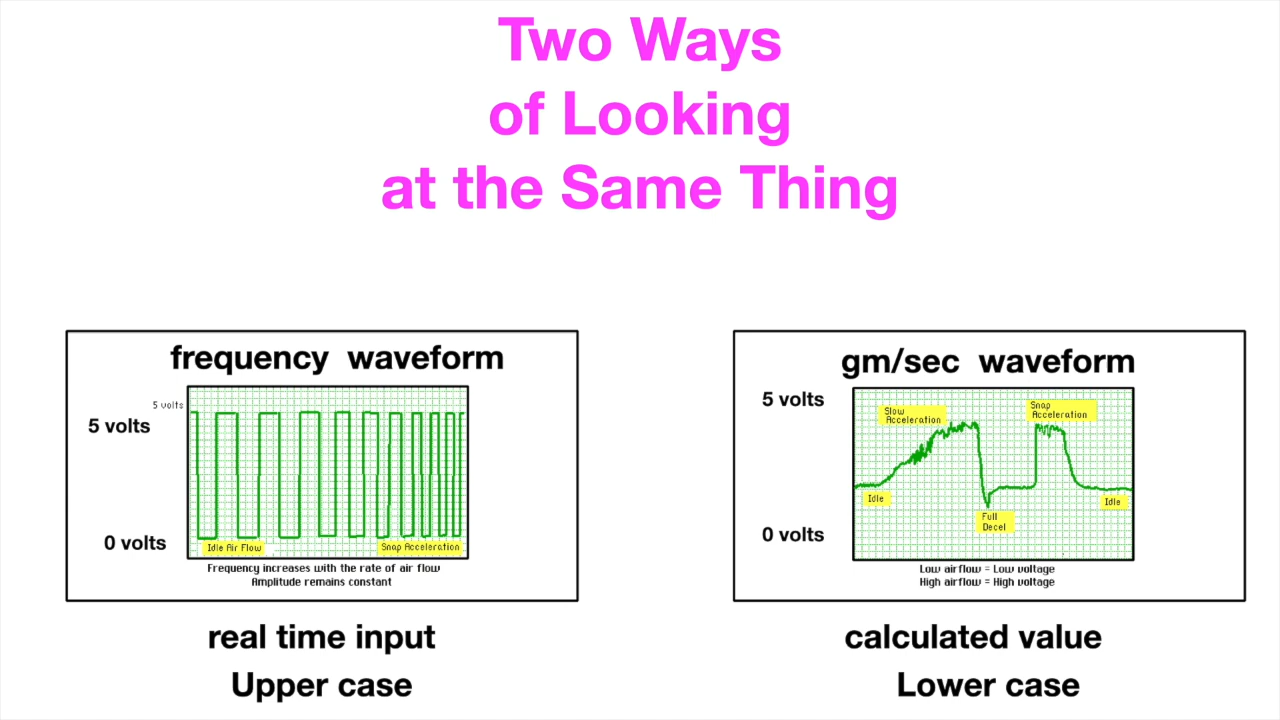 Two Ways
of Looking
at the Same Thing
frequency waveform
5 volts
5 volts
0 volts
Idle Air Flow
Snap Acceleration
Frequency increases with the rate of air flow
Amplitude remains constant
real time input
Upper case
gm/sec waveform
5 volts
Slow
Acceleration
Snap
Acceleration
Idle
Idle
Full
Decel
0 volts
Low airflow = Low voltage
High airflow = High voltage
calculated value
Lower case